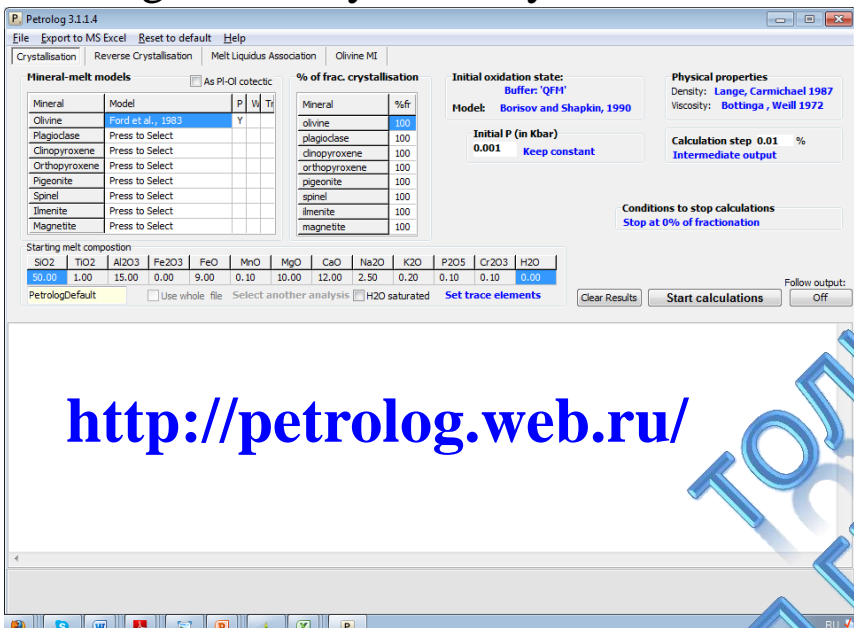 Petrolog 3.1.1.4
File Export to MS Excel Reset to default Help
Crystallisation Reverse Crystallisation Melt Liquidus Association Olivine MI
Mineral-melt models As Pl-Ol cotectic
Mineral Model P W Tr
Olivine Ford et al., 1983 Y
Plagioclase Press to Select
Clinopyroxene Press to Select
Orthopyroxene Press to Select
Pigeonite Press to Select
Spinel Press to Select
Ilmenite Press to Select
Magnetite Press to Select
% of frac. crystallisation
Mineral %fr
olivine 100
plagioclase 100
clinopyroxene 100
orthopyroxene 100
pigeonite 100
spinel 100
ilmenite 100
magnetite 100
Initial oxidation state:
Buffer: 'QFM'
Model: Borisov and Shapkin, 1990
Initial P (in Kbar)
0.001 Keep constant
Physical properties
Density: Lange, Carmichael 1987
Viscosity: Bottinga , Weill 1972
Calculation step 0.01 %
Intermediate output
Conditions to stop calculations
Stop at 0% of fractionation
Starting melt compostion
SiO2 TiO2 Al2O3 Fe2O3 FeO MnO MgO CaO Na2O K2O P2O5 Cr2O3 H2O
50.00 1.00 15.00 0.00 9.00 0.10 10.00 12.00 2.50 0.20 0.10 0.10 0.00
PetrologDefault Use whole file Select another analysis H2O saturated Set trace elements
Clear Results Start calculations
Follow output:
Off
http://petrolog.web.ru/
RU